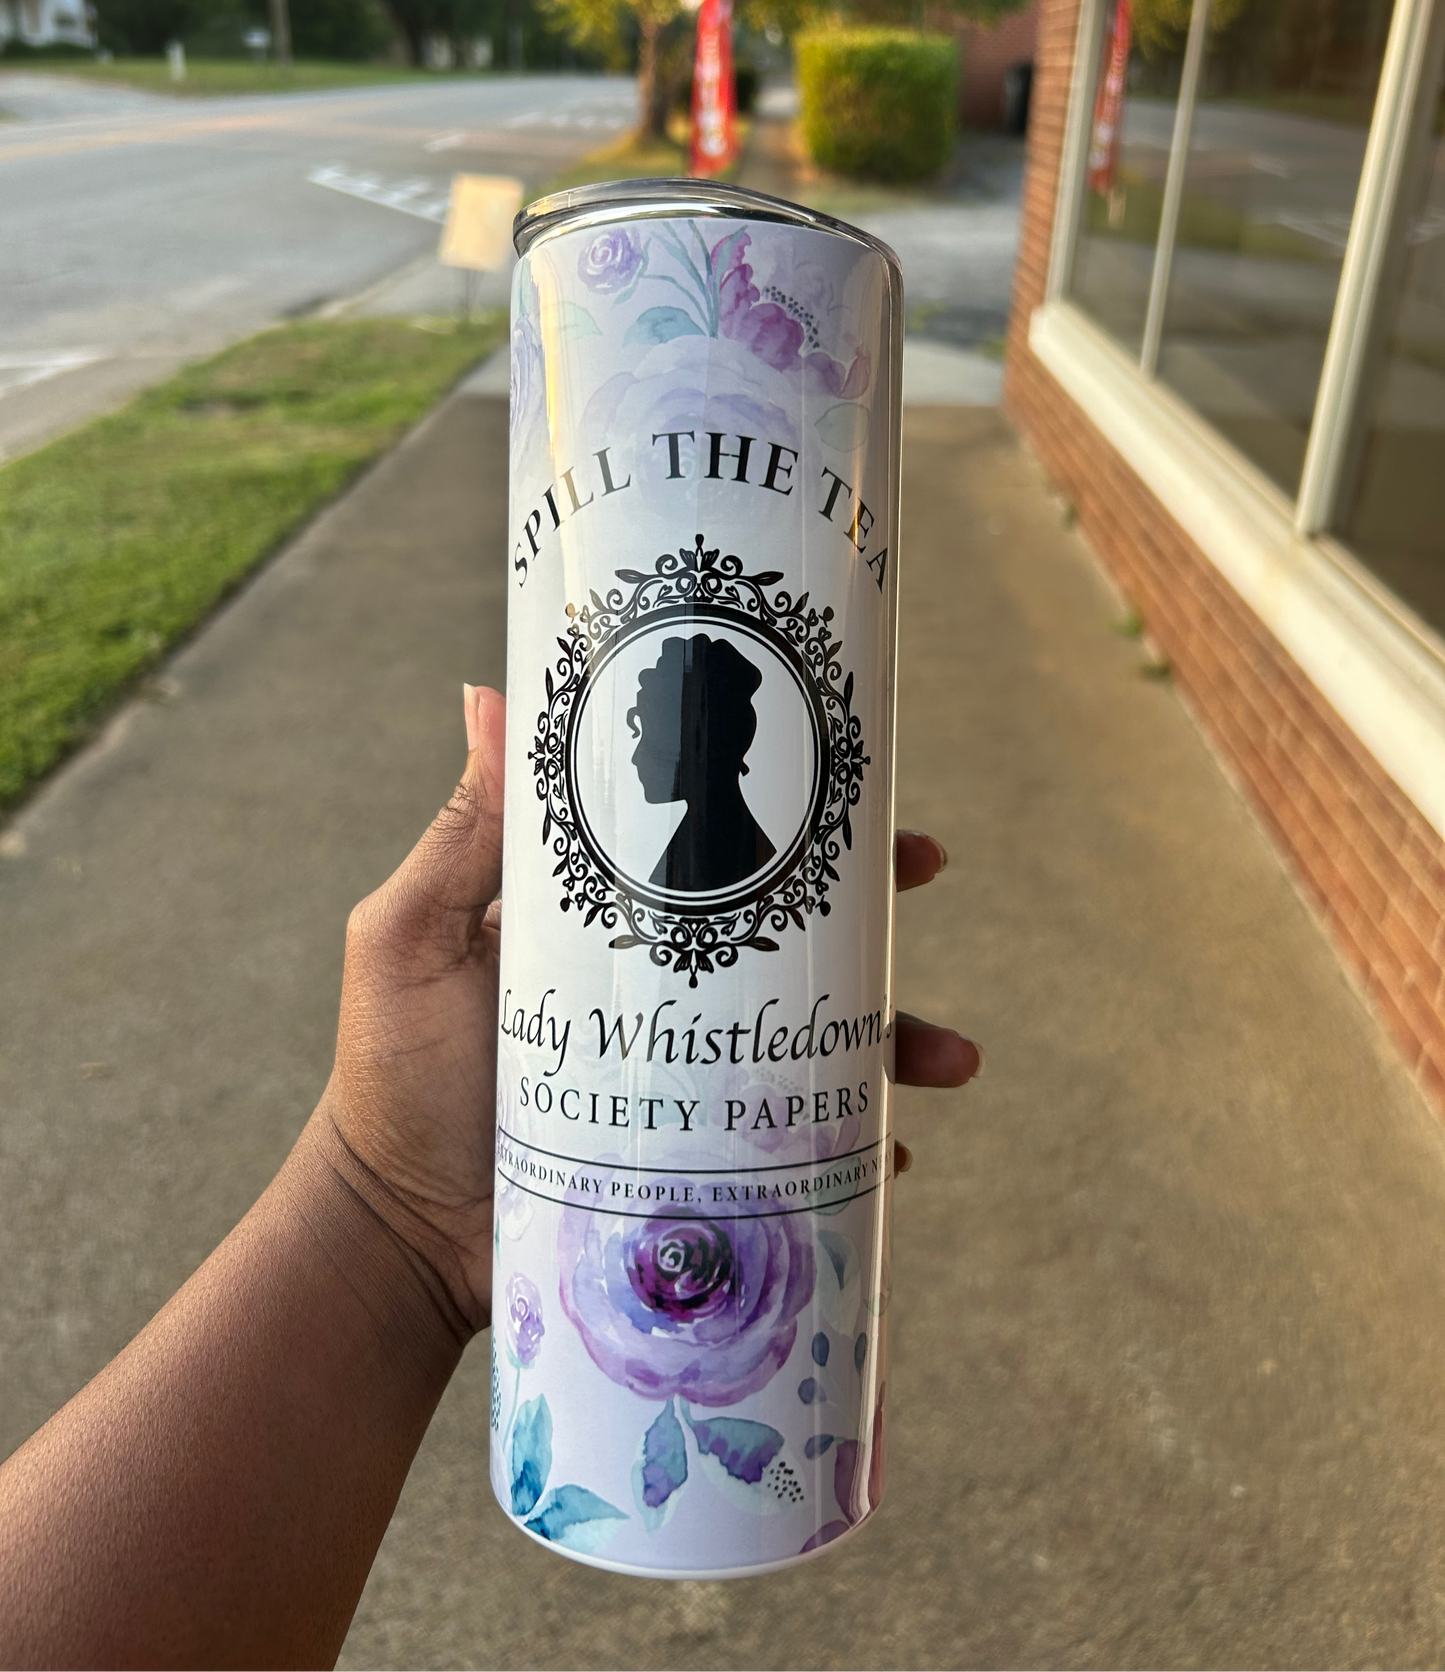 SPILL THE TEA
Lady Whistledown's
SOCIETY PAPERS
EXTRAORDINARY PEOPLE, EXTRAORDINARY